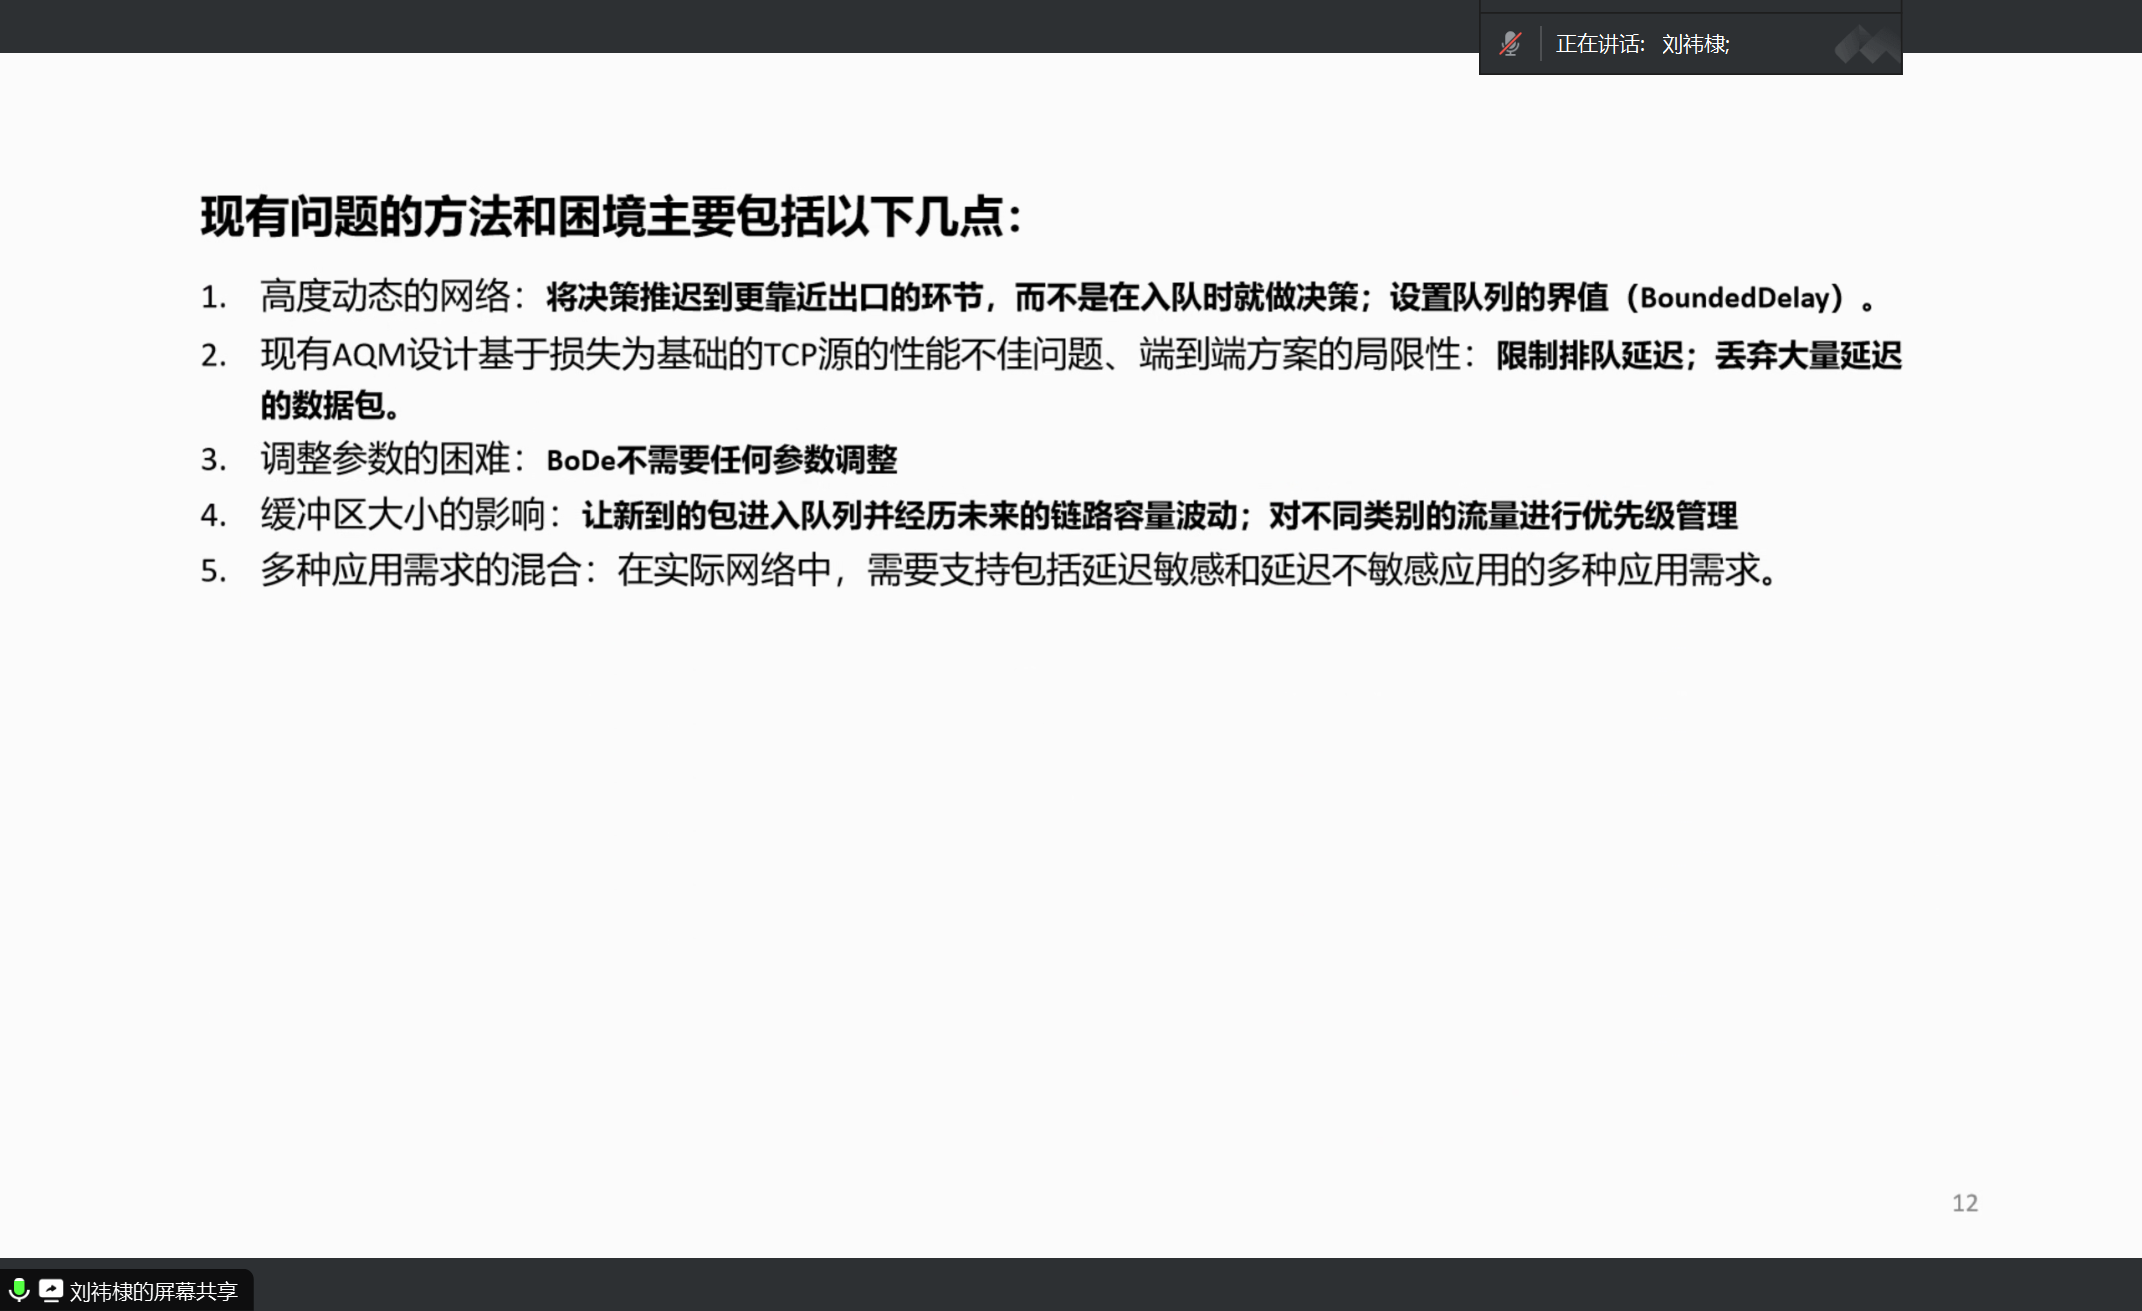 正在讲话: 刘祎棣;
现有问题的方法和困境主要包括以下几点：
1. 高度动态的网络：将决策推迟到更靠近出口的环节，而不是在入队时就做决策；设置队列的界值（BoundedDelay）。
2. 现有AQM设计基于损失为基础的TCP源的性能不佳问题、端到端方案的局限性：限制排队延迟；丢弃大量延迟
的数据包。
3. 调整参数的困难：BoDe不需要任何参数调整
4. 缓冲区大小的影响：让新到的包进入队列并经历未来的链路容量波动；对不同类别的流量进行优先级管理
5. 多种应用需求的混合：在实际网络中，需要支持包括延迟敏感和延迟不敏感应用的多种应用需求。
12
刘祎棣的屏幕共享